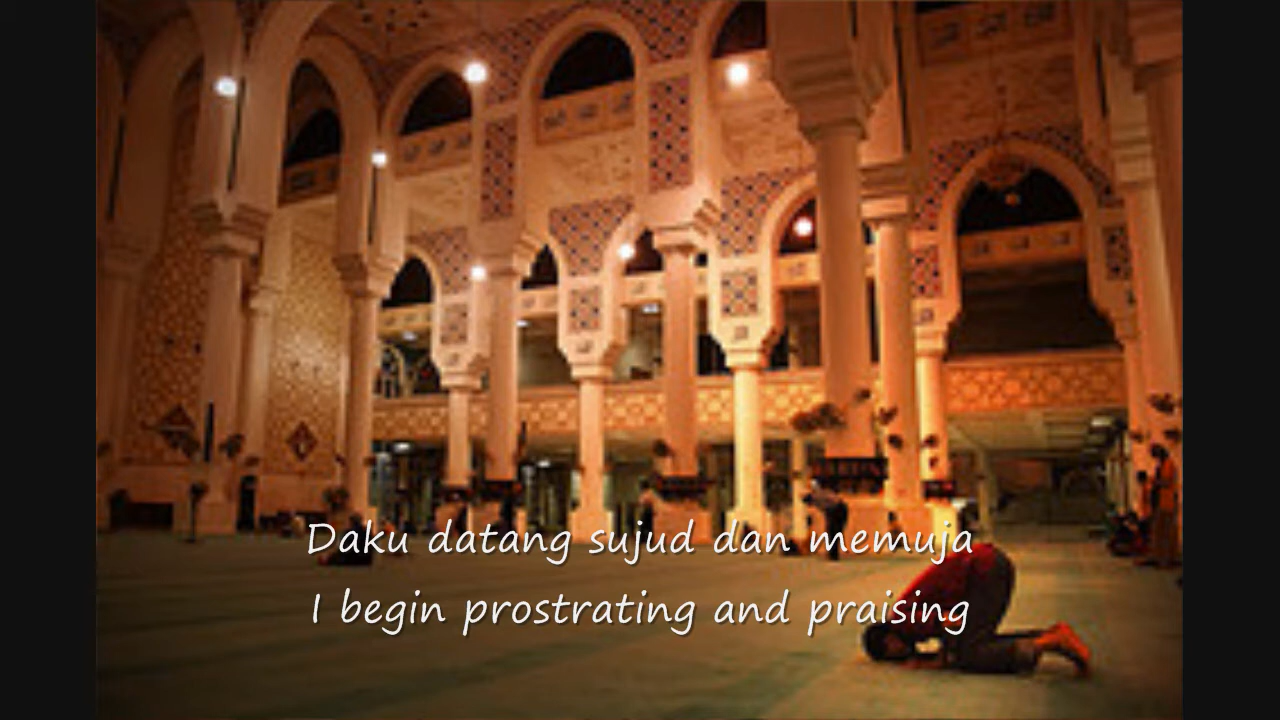 Daku datang sujud dan memuja
I begin prostrating and praising